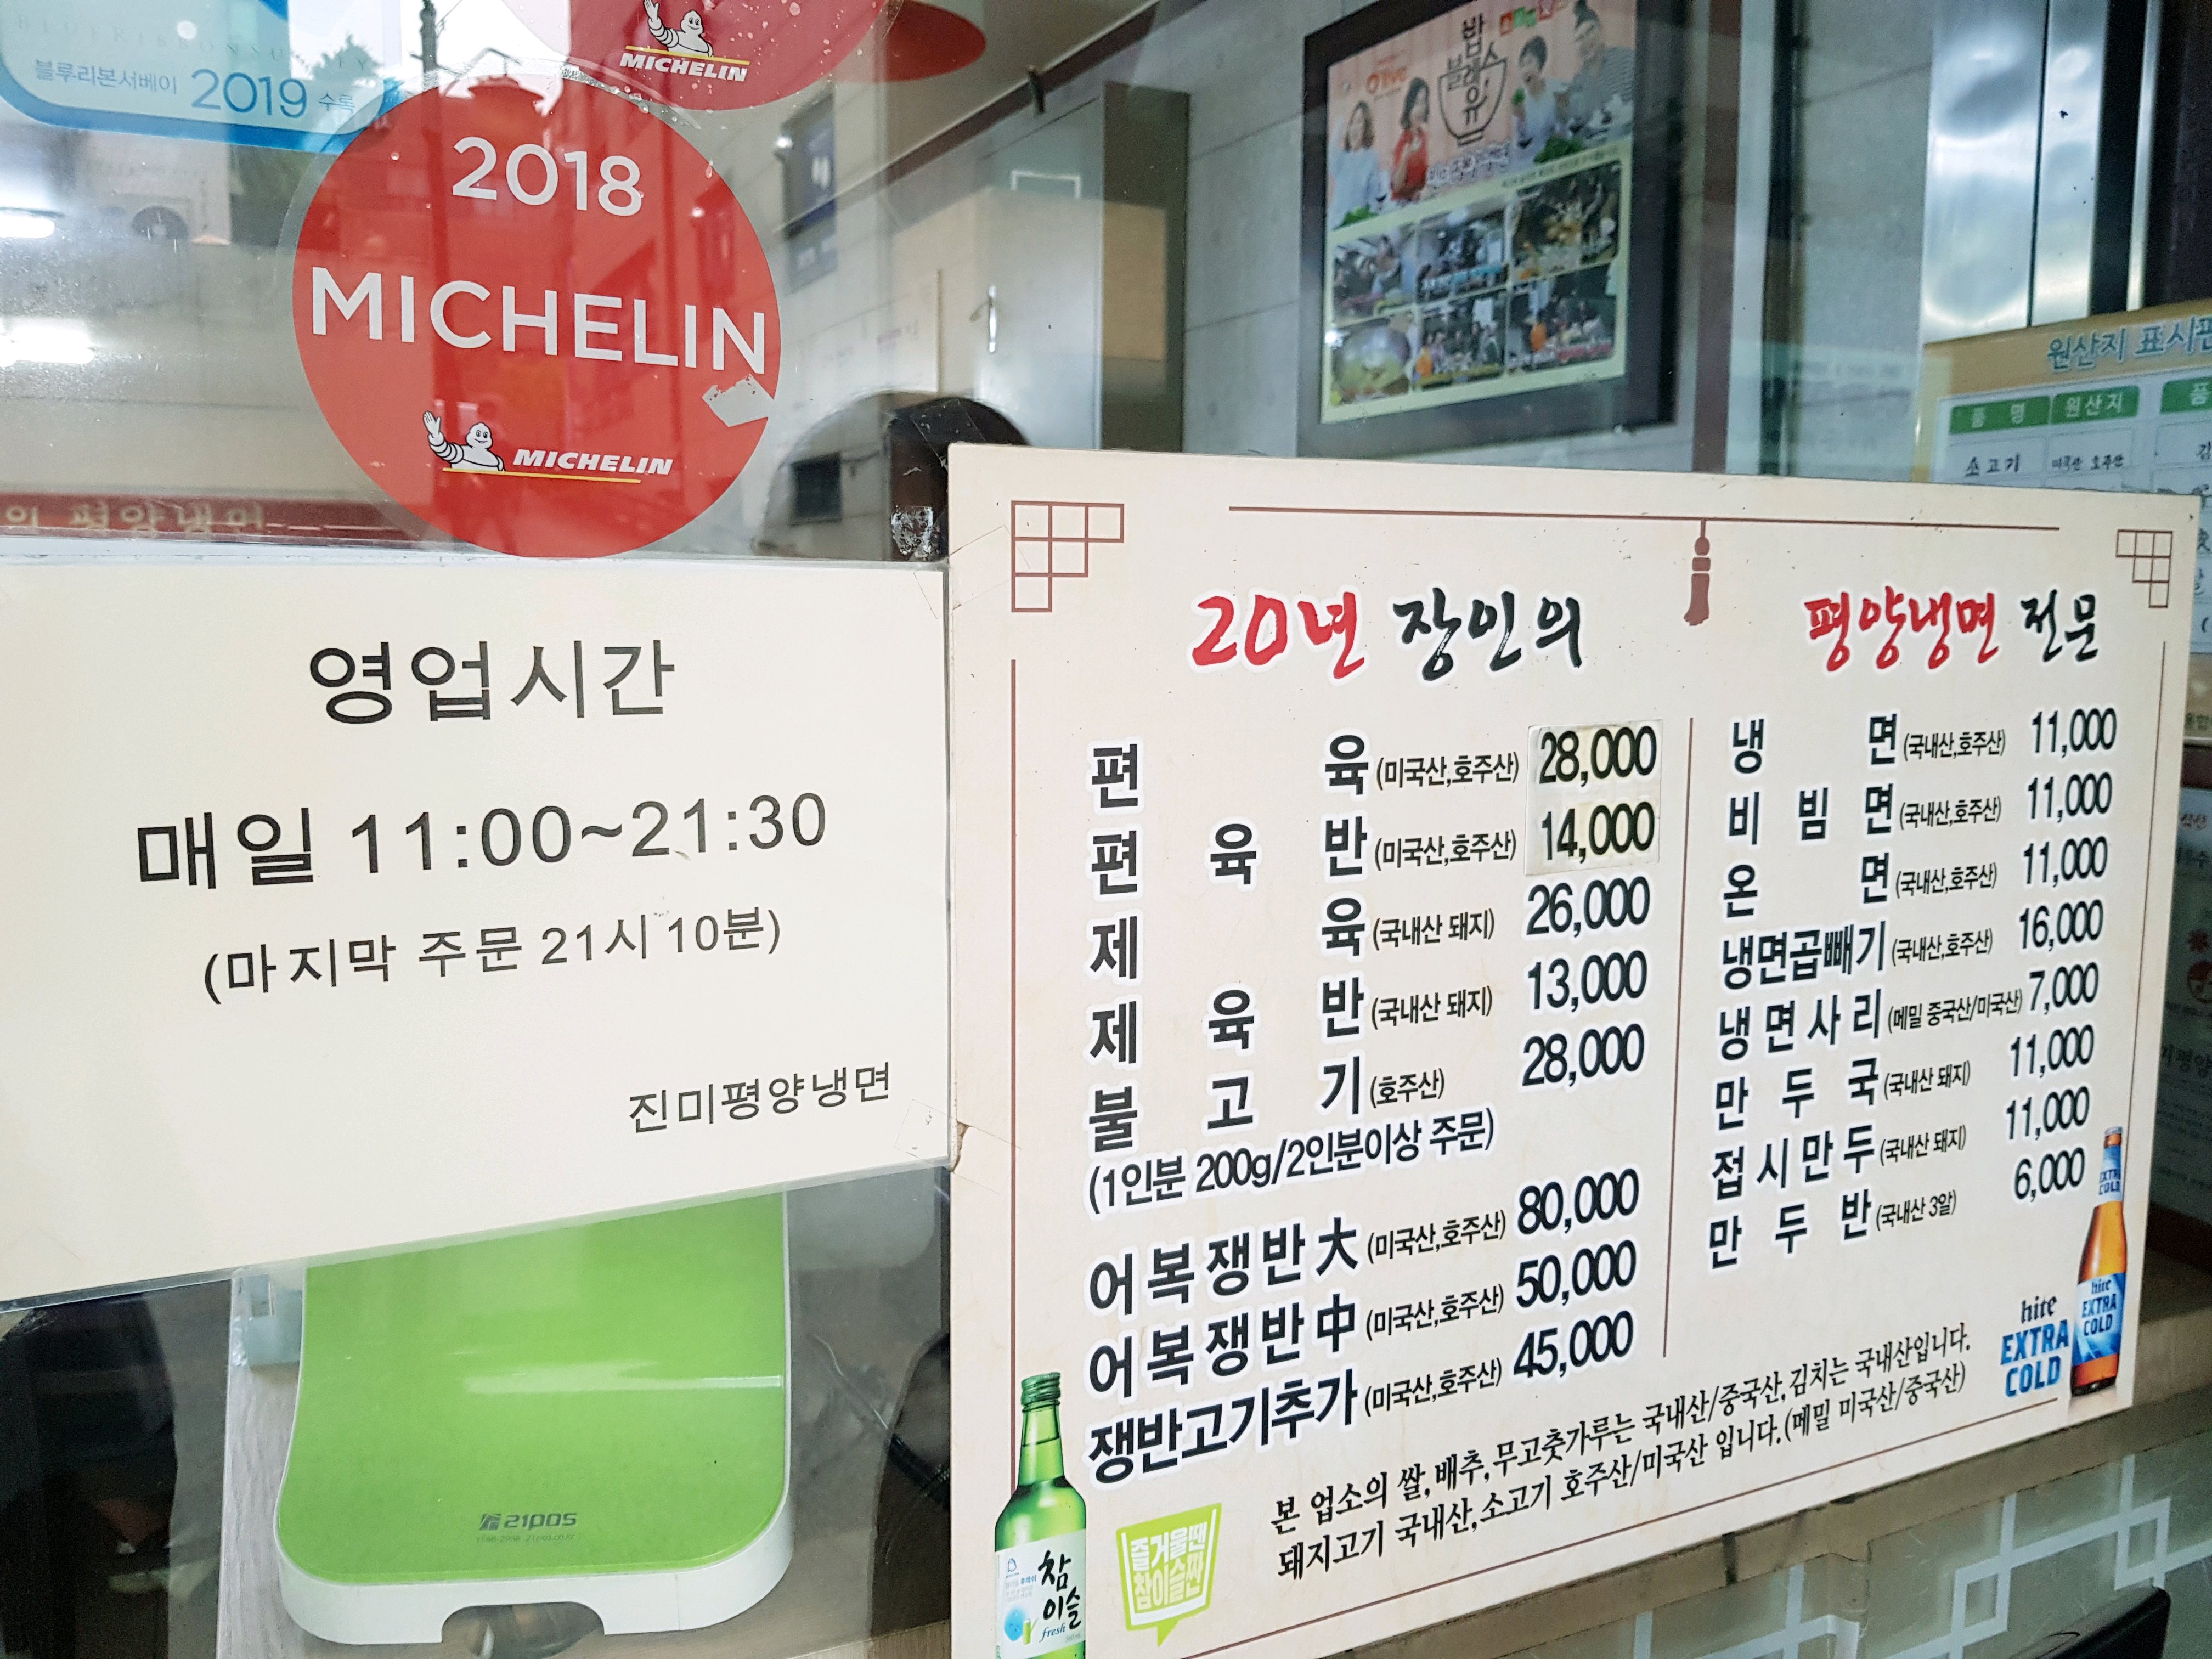 블루리본서베이 2019 수록
MICHELIN
2018
MICHELIN
MICHELIN
밥
블레스
유
Olive
원산지 표시판
품 명 원산지
소고기 미국산 호주산
의 평양냉면
영업시간
매일 11:00~21:30
(마지막 주문 21시 10분)
진미평양냉면
21pos
20년 장인의 평양냉면 전문
편 육 (미국산,호주산) 28,000
편 육 반 (미국산,호주산) 14,000
제 육 (국내산 돼지) 26,000
제 육 반 (국내산 돼지) 13,000
불 고 기 (호주산) 28,000
(1인분 200g/2인분이상 주문)
어복쟁반大 (미국산,호주산) 80,000
어복쟁반中 (미국산,호주산) 50,000
쟁반고기추가 (미국산,호주산) 45,000
냉 면 (국내산,호주산) 11,000
비 빔 면 (국내산,호주산) 11,000
온 면 (국내산,호주산) 11,000
냉면곱빼기 (국내산,호주산) 16,000
냉면사리 (메밀 중국산/미국산) 7,000
만 두 국 (국내산 돼지) 11,000
접시만두 (국내산 돼지) 11,000
만 두 반 (국내산 3알) 6,000
본 업소의 쌀,배추,무고춧가루는 국내산/중국산,김치는 국내산입니다.
돼지고기 국내산,소고기 호주산/미국산 입니다.(메밀 미국산/중국산)
hite
EXTRA
COLD
EXTRA
COLD
hite
EXTRA
COLD
즐거울땐
참이슬싼
참
이슬
fresh